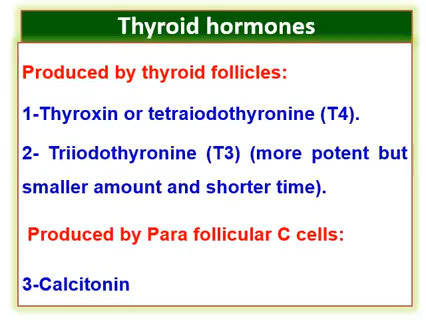 Thyroid hormones
Produced by thyroid follicles:
1-Thyroxin or tetraiodothyronine (T4).
2- Triiodothyronine (T3) (more potent but
smaller amount and shorter time).
Produced by Para follicular C cells:
3-Calcitonin